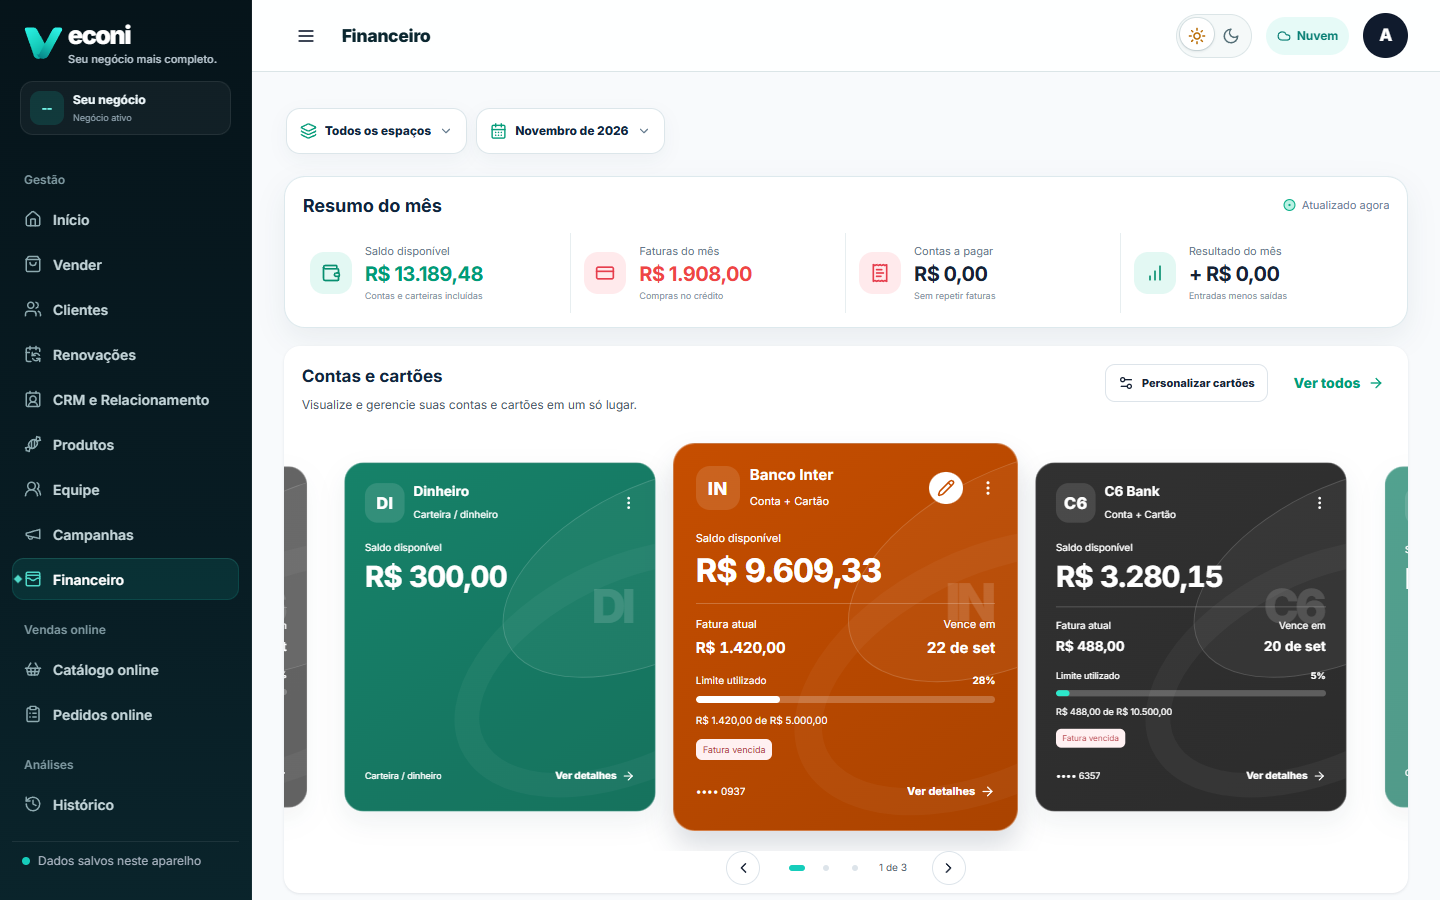 Veconi
Seu negócio mais completo.
--
Seu negócio
Negócio ativo
Gestão
Início
Vender
Clientes
Renovações
CRM e Relacionamento
Produtos
Equipe
Campanhas
Financeiro
Vendas online
Catálogo online
Pedidos online
Análises
Histórico
Dados salvos neste aparelho
Financeiro
Nuvem
A
Todos os espaços
Novembro de 2026
Resumo do mês
Atualizado agora
Saldo disponível
R$ 13.189,48
Contas e carteiras incluídas
Faturas do mês
R$ 1.908,00
Compras no crédito
Contas a pagar
R$ 0,00
Sem repetir faturas
Resultado do mês
+ R$ 0,00
Entradas menos saídas
Contas e cartões
Visualize e gerencie suas contas e cartões em um só lugar.
Personalizar cartões
Ver todos
DI
Dinheiro
Carteira / dinheiro
Saldo disponível
R$ 300,00
DI
Carteira / dinheiro
Ver detalhes
IN
Banco Inter
Conta + Cartão
Saldo disponível
R$ 9.609,33
IN
Fatura atual
Vence em
R$ 1.420,00
22 de set
Limite utilizado
28%
R$ 1.420,00 de R$ 5.000,00
Fatura vencida
•••• 0937
Ver detalhes
C6
C6 Bank
Conta + Cartão
Saldo disponível
R$ 3.280,15
C6
Fatura atual
Vence em
R$ 488,00
20 de set
Limite utilizado
5%
R$ 488,00 de R$ 10.500,00
Fatura vencida
•••• 6357
Ver detalhes
1 de 3